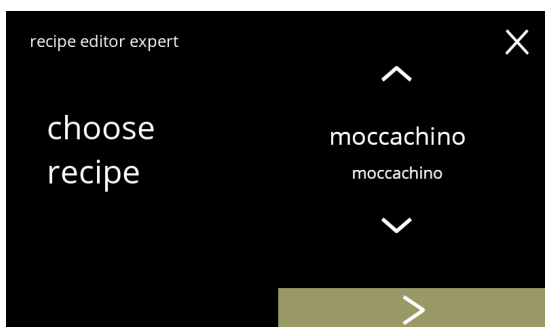 recipe editor expert
choose
recipe
moccachino
moccachino